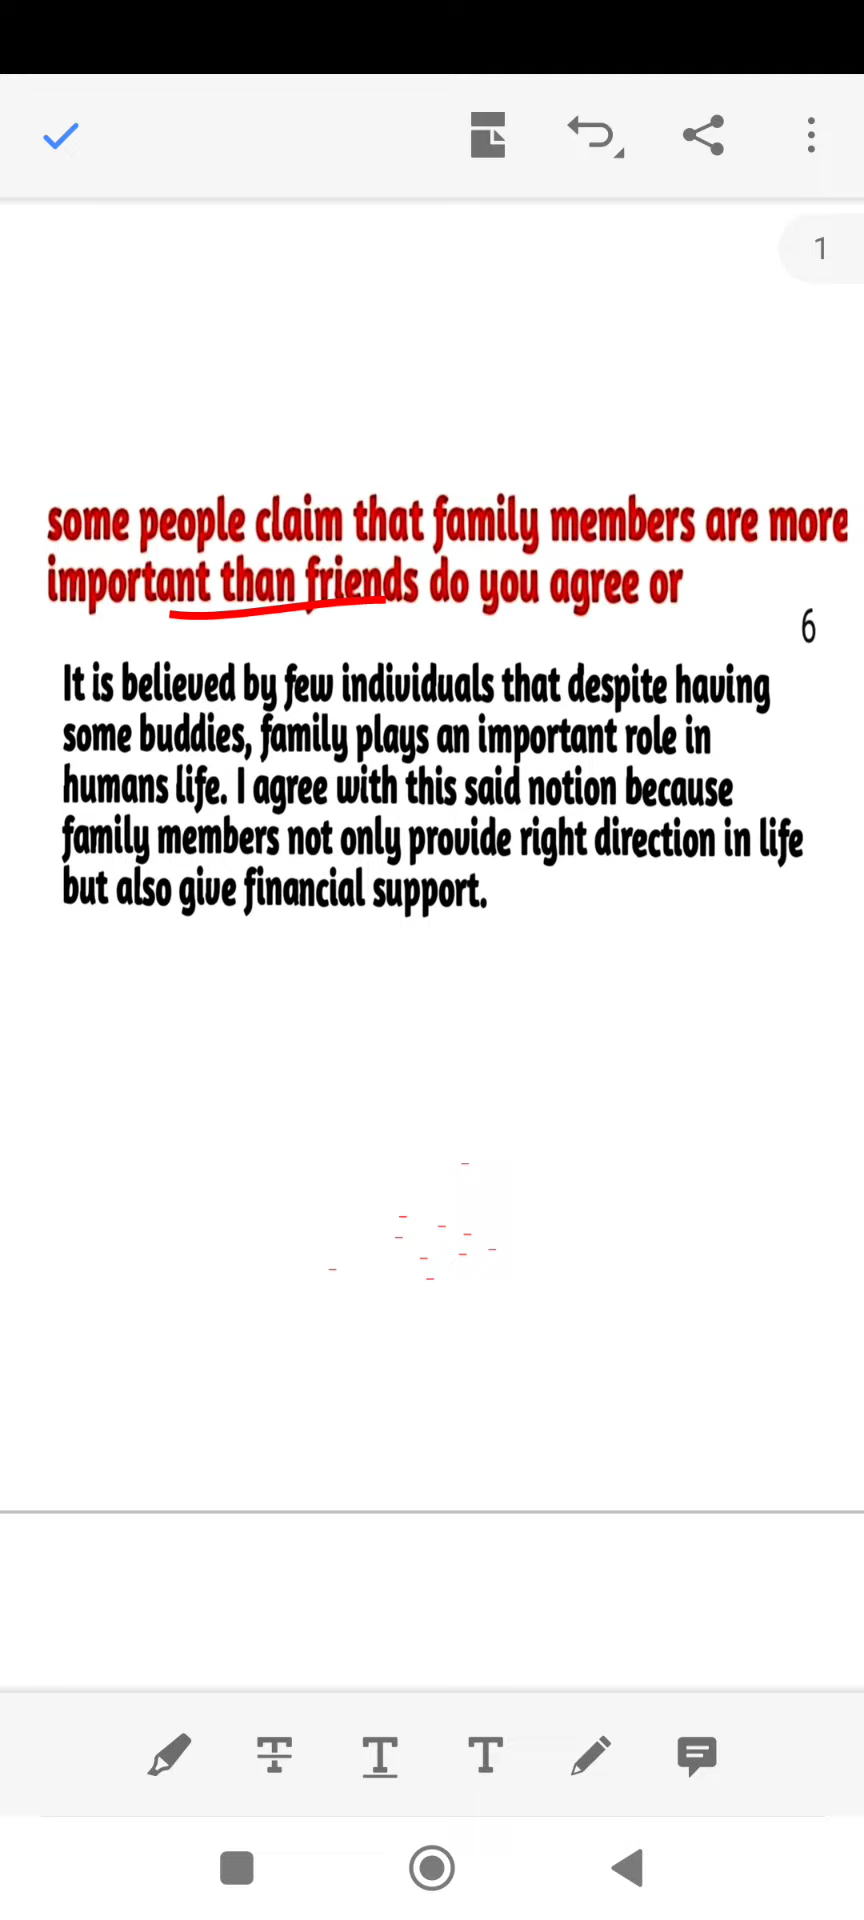 1
some people claim that family members are more
important than friends do you agree or
6
It is believed by few individuals that despite having
some buddies, family plays an important role in
humans life. I agree with this said notion because
family members not only provide right direction in life
but also give financial support.